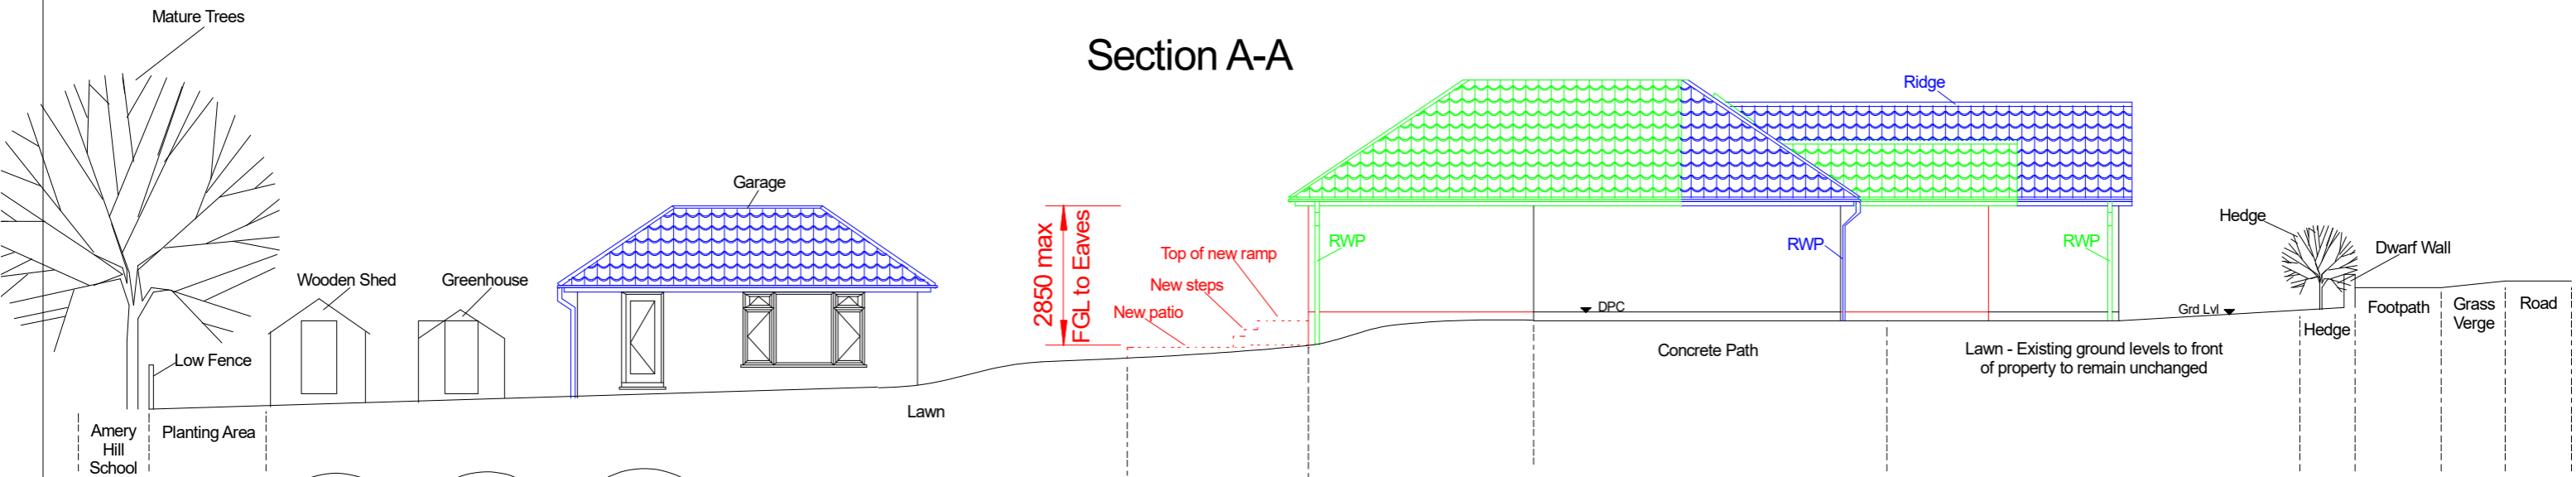 Mature Trees
Section A-A
Ridge
Garage
Hedge
Dwarf Wall
2850 max
FGL to Eaves
RWP
RWP
RWP
Top of new ramp
New steps
New patio
Wooden Shed
Greenhouse
DPC
Grd Lvl
Footpath
Grass
Verge
Road
Hedge
Low Fence
Concrete Path
Lawn - Existing ground levels to front
of property to remain unchanged
Lawn
Amery
Hill
School
Planting Area